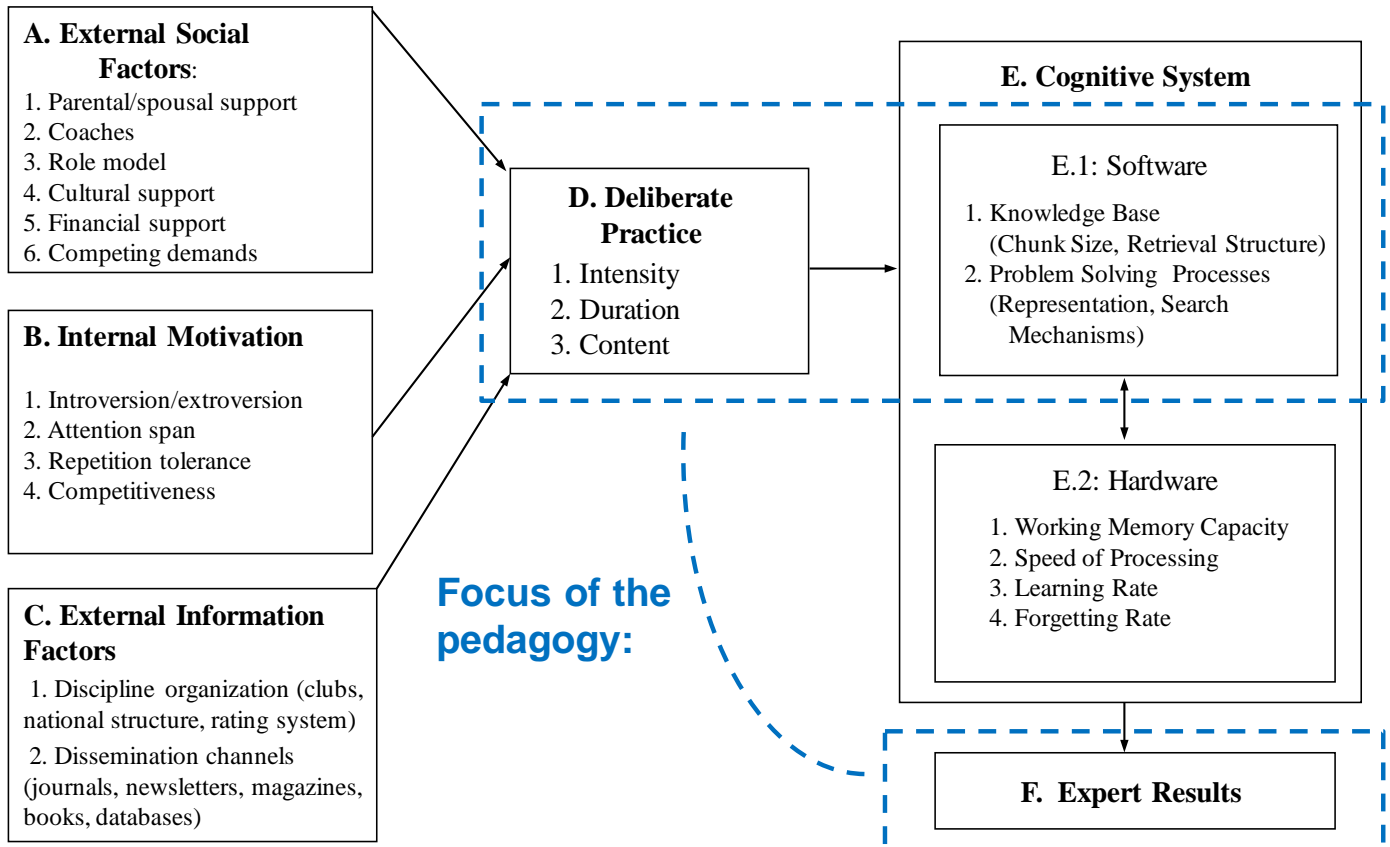 A. External Social
Factors:
1. Parental/spousal support
2. Coaches
3. Role model
4. Cultural support
5. Financial support
6. Competing demands
B. Internal Motivation
1. Introversion/extroversion
2. Attention span
3. Repetition tolerance
4. Competitiveness
C. External Information
Factors
1. Discipline organization (clubs,
national structure, rating system)
2. Dissemination channels
(journals, newsletters, magazines,
books, databases)
D. Deliberate
Practice
1. Intensity
2. Duration
3. Content
Focus of the
pedagogy:
E. Cognitive System
E.1: Software
1. Knowledge Base
(Chunk Size, Retrieval Structure)
2. Problem Solving Processes
(Representation, Search
Mechanisms)
E.2: Hardware
1. Working Memory Capacity
2. Speed of Processing
3. Learning Rate
4. Forgetting Rate
F. Expert Results